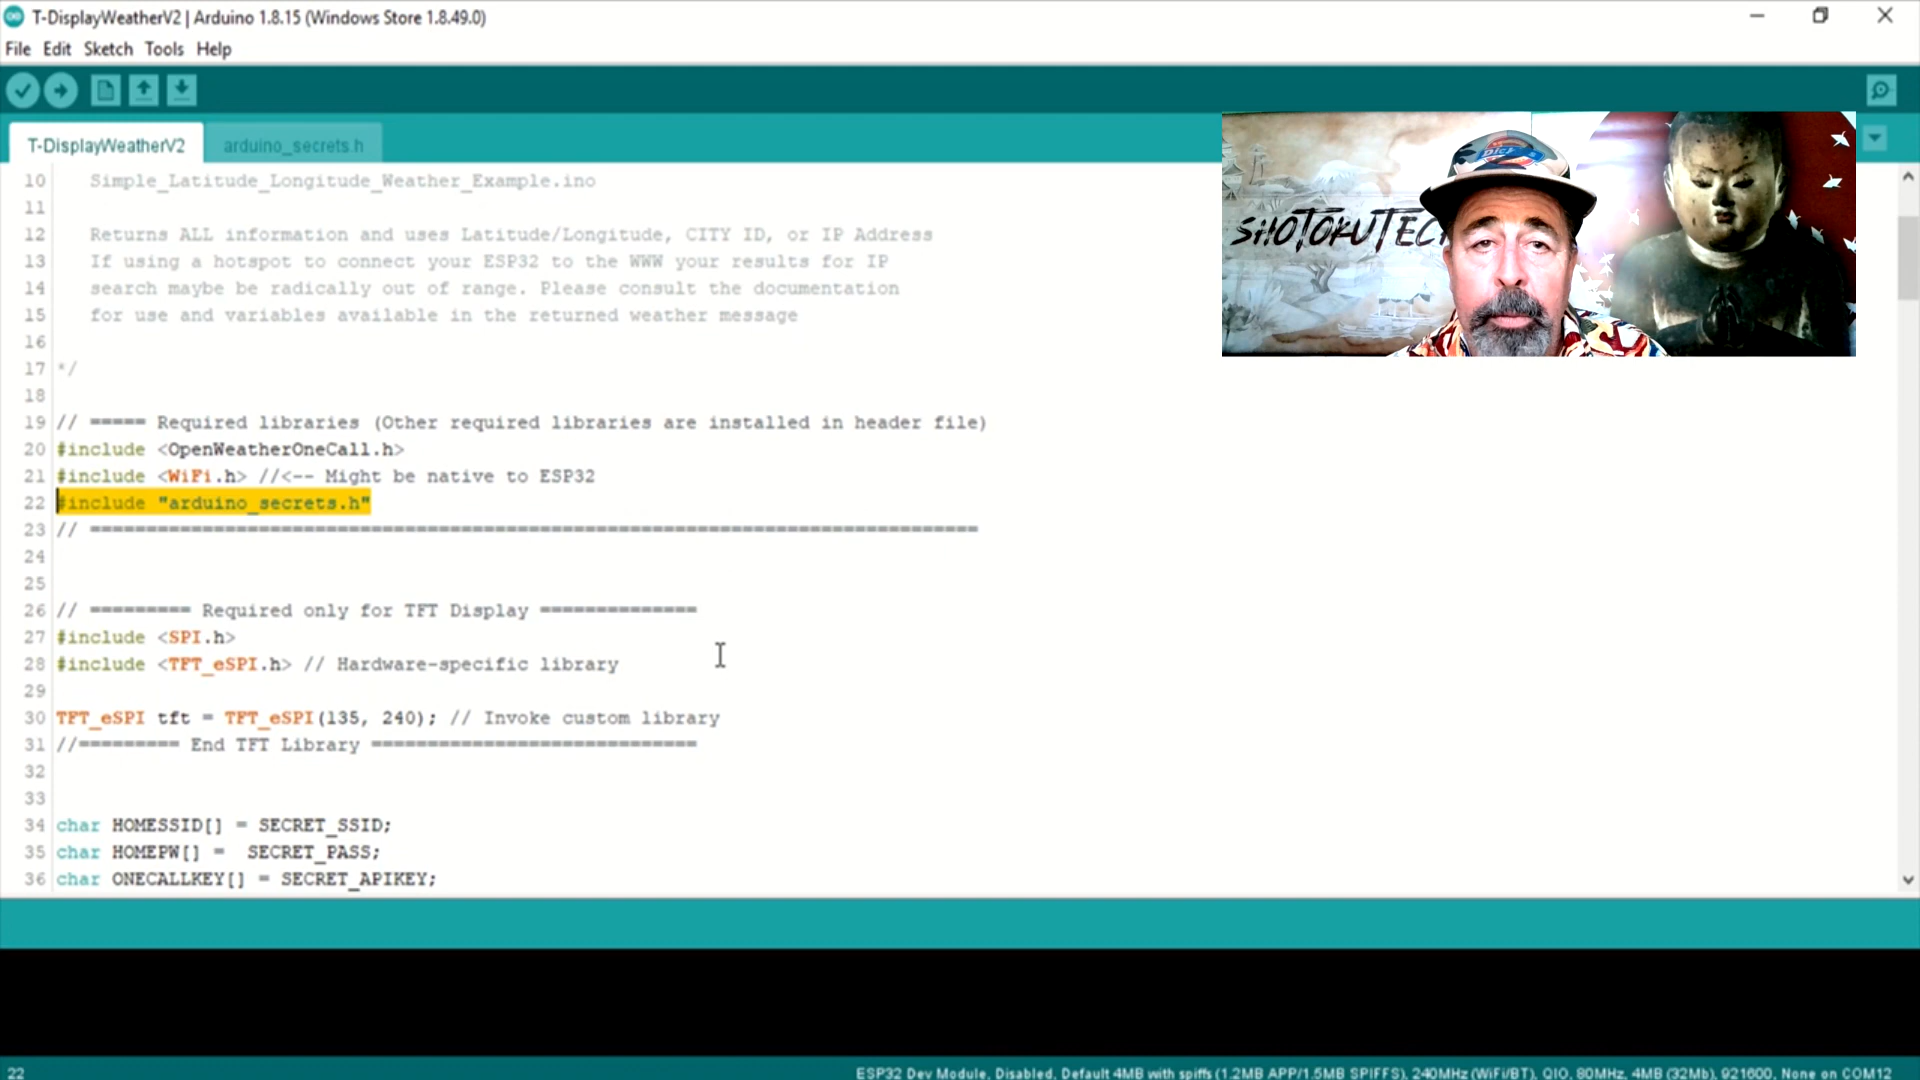 T-DisplayWeatherV2 | Arduino 1.8.15 (Windows Store 1.8.49.0)
File Edit Sketch Tools Help
T-DisplayWeatherV2 arduino_secrets.h
10 Simple_Latitude_Longitude_Weather_Example.ino
11
12 Returns ALL information and uses Latitude/Longitude, CITY ID, or IP Address
13 If using a hotspot to connect your ESP32 to the WWW your results for IP
14 search maybe be radically out of range. Please consult the documentation
15 for use and variables available in the returned weather message
16
17 */
18
19 // ===== Required libraries (Other required libraries are installed in header file)
20 #include <OpenWeatherOneCall.h>
21 #include <WiFi.h> //<-- Might be native to ESP32
22 #include "arduino_secrets.h"
23 // ===============================================================================
24
25
26 // ========= Required only for TFT Display ==============
27 #include <SPI.h>
28 #include <TFT_eSPI.h> // Hardware-specific library
29
30 TFT_eSPI tft = TFT_eSPI(135, 240); // Invoke custom library
31 //========= End TFT Library =============================
32
33
34 char HOMESSID[] = SECRET_SSID;
35 char HOMEPW[] =  SECRET_PASS;
36 char ONECALLKEY[] = SECRET_APIKEY;
SHOTOKUTEC
22
ESP32 Dev Module, Disabled, Default 4MB with spiffs (1.2MB APP/1.5MB SPIFFS), 240MHz (WiFi/BT), QIO, 80MHz, 4MB (32Mb), 921600, None on COM12